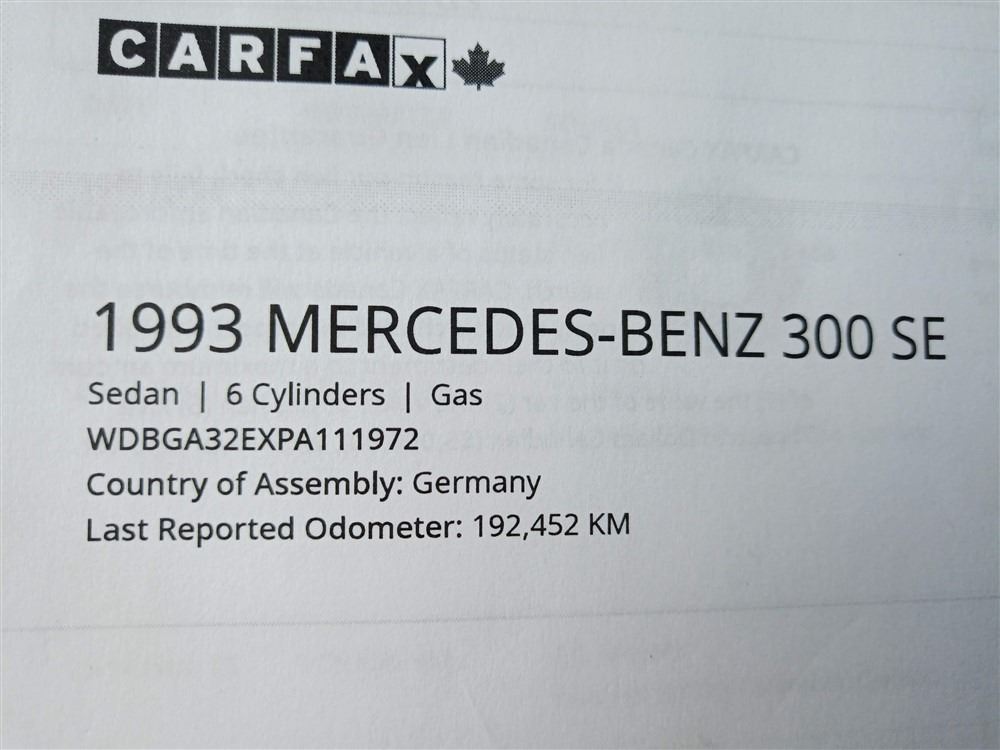 CARFAX
1993 MERCEDES-BENZ 300 SE
Sedan | 6 Cylinders | Gas
WDBGA32EXPA111972
Country of Assembly: Germany
Last Reported Odometer: 192,452 KM